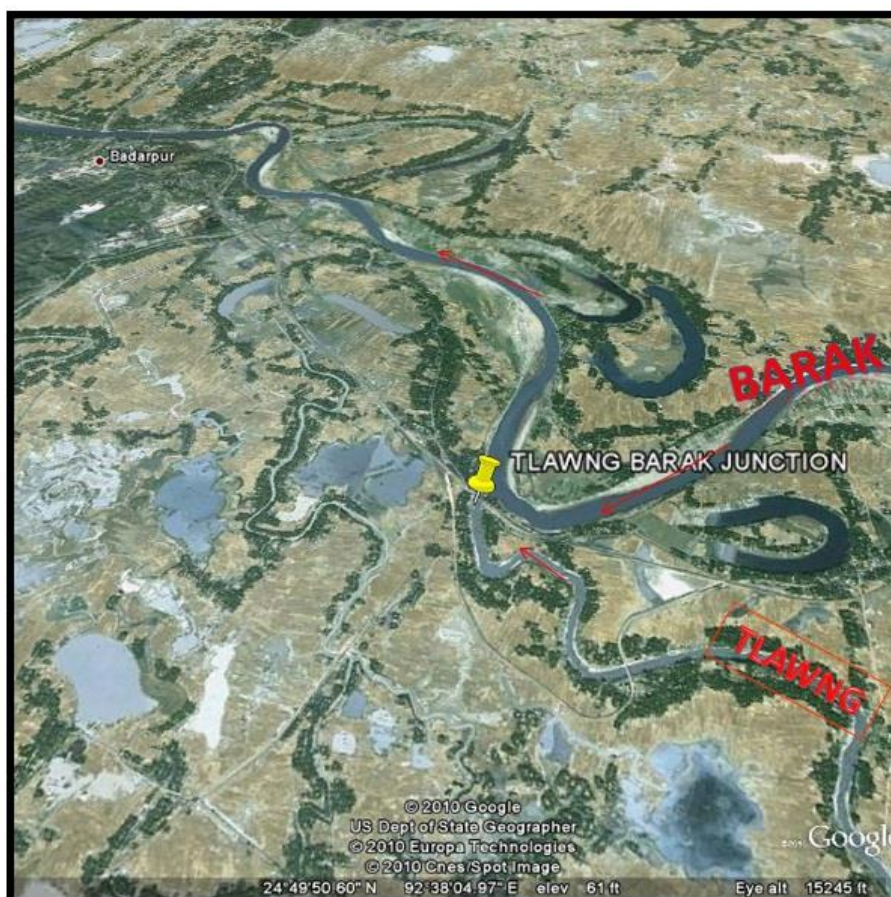 Badarpur
BARAK
TLAWNG BARAK JUNCTION
TLAWNG
© 2010 Google
US Dept of State Geographer
© 2010 Europa Technologies
© 2010 Cnes/Spot Image
Google
24°49'50.60" N 92°38'04.97" E elev 61 ft Eye alt 15245 ft